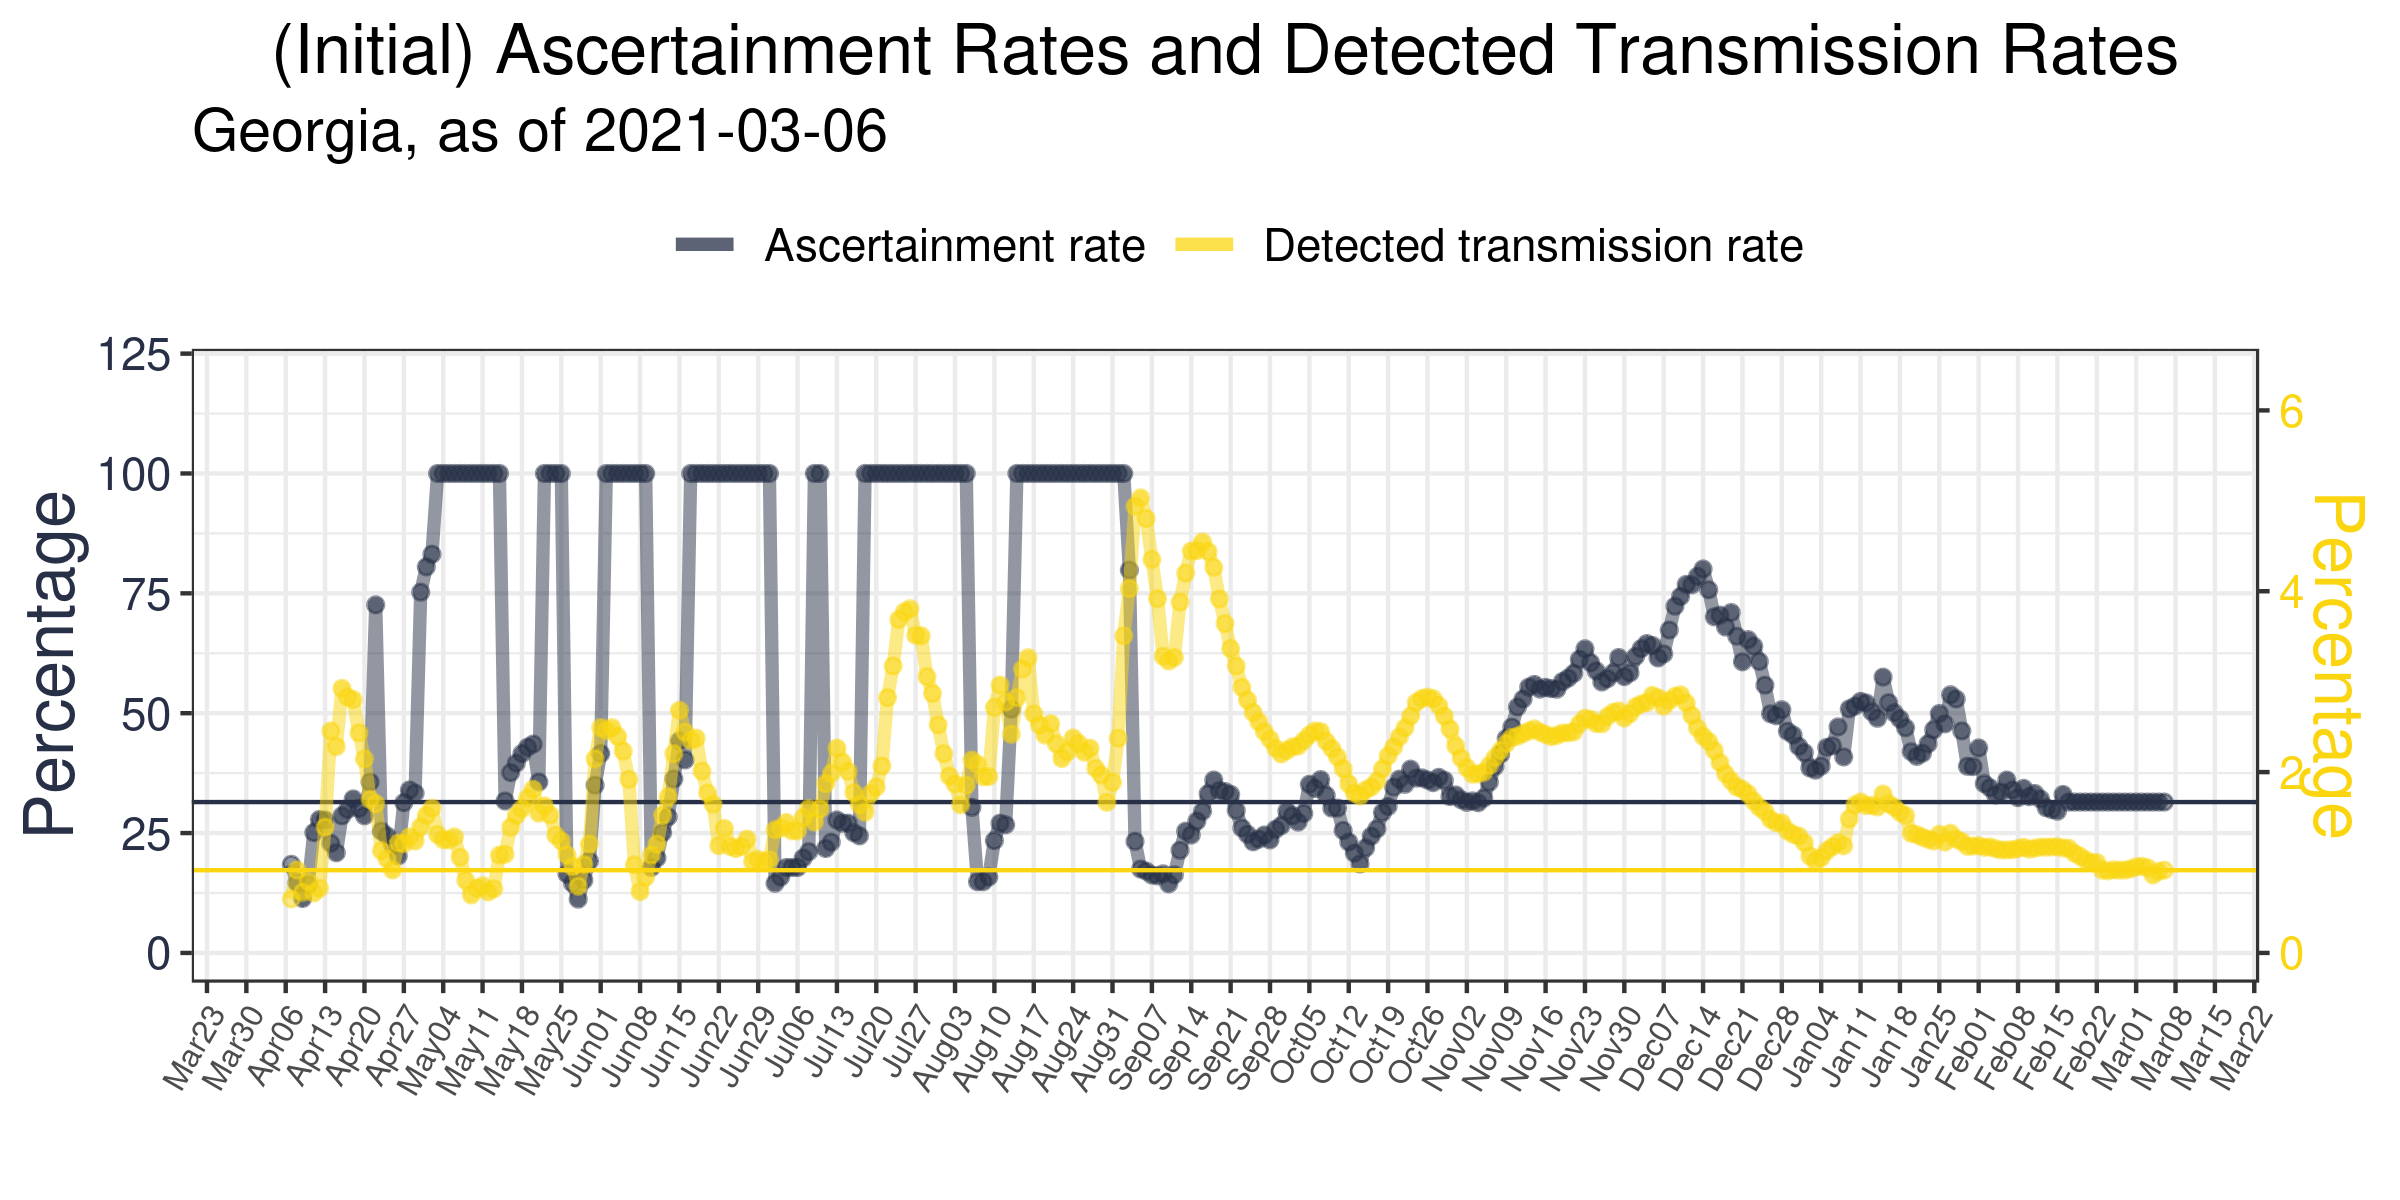 (Initial) Ascertainment Rates and Detected Transmission Rates
Georgia, as of 2021-03-06
Ascertainment rate Detected transmission rate
Percentage
125
100
75
50
25
0
6
4
2
0
Percentage
Mar23 Mar30 Apr06 Apr13 Apr20 Apr27 May04 May11 May18 May25 Jun01 Jun08 Jun15 Jun22 Jun29 Jul06 Jul13 Jul20 Jul27 Aug03 Aug10 Aug17 Aug24 Aug31 Sep07 Sep14 Sep21 Sep28 Oct05 Oct12 Oct19 Oct26 Nov02 Nov09 Nov16 Nov23 Nov30 Dec07 Dec14 Dec21 Dec28 Jan04 Jan11 Jan18 Jan25 Feb01 Feb08 Feb15 Feb22 Mar01 Mar08 Mar15 Mar22